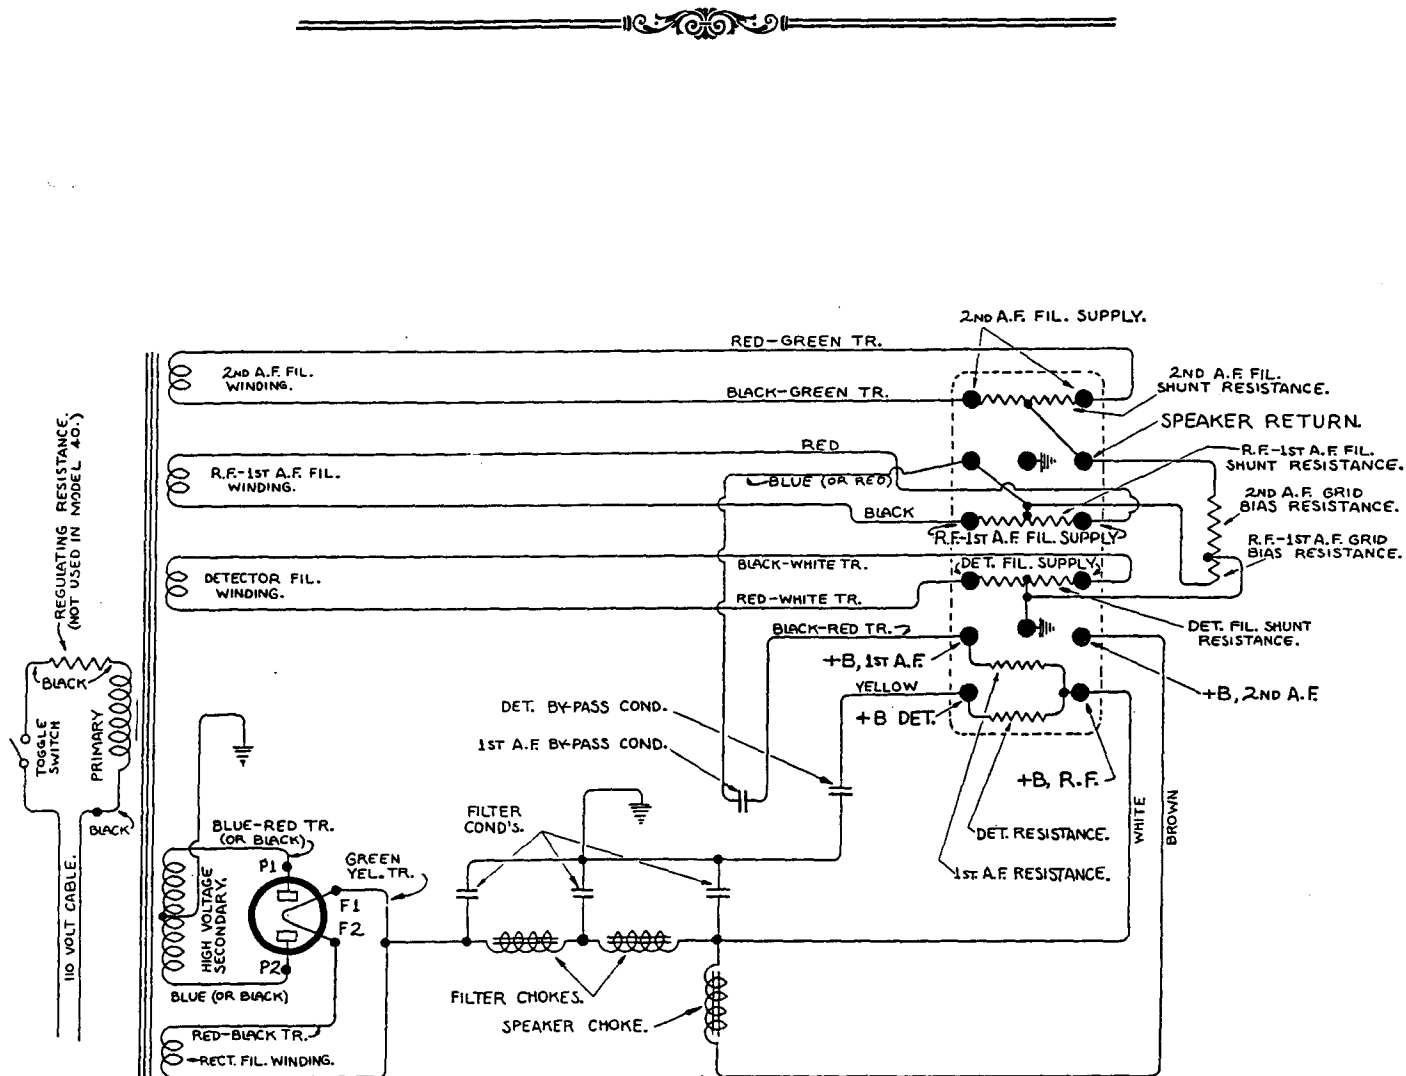 2ND A.F. FIL. SUPPLY.
RED-GREEN TR.
2ND A.F. FIL.
WINDING.
BLACK-GREEN TR.
2ND A.F. FIL.
SHUNT RESISTANCE.
SPEAKER RETURN.
RED
R.F.-1ST A.F. FIL.
WINDING.
BLUE (OR RED)
BLACK
R.F.-1ST A.F. FIL.
SHUNT RESISTANCE.
2ND A.F. GRID
BIAS RESISTANCE.
R.F.-1ST A.F. FIL. SUPPLY
R.F.-1ST A.F. GRID
BIAS RESISTANCE.
REGULATING RESISTANCE.
(NOT USED IN MODEL 40.)
BLACK-WHITE TR.
DET. FIL. SUPPLY.
DETECTOR FIL.
WINDING.
RED-WHITE TR.
BLACK-RED TR.
DET. FIL. SHUNT
RESISTANCE.
+B, 1ST A.F.
BLACK
YELLOW
+B, 2ND A.F.
+B DET.
DET. BY-PASS COND.
1ST A.F. BY-PASS COND.
TOGGLE
SWITCH
PRIMARY
+B, R.F.
BLACK
BLUE-RED TR.
(OR BLACK)
FILTER
COND'S.
WHITE
BROWN
DET. RESISTANCE.
1ST A.F. RESISTANCE.
P1
GREEN
YEL. TR.
F1
F2
P2
HIGH VOLTAGE
SECONDARY.
110 VOLT CABLE.
BLUE (OR BLACK)
FILTER CHOKES.
SPEAKER CHOKE.
RED-BLACK TR.
RECT. FIL. WINDING.